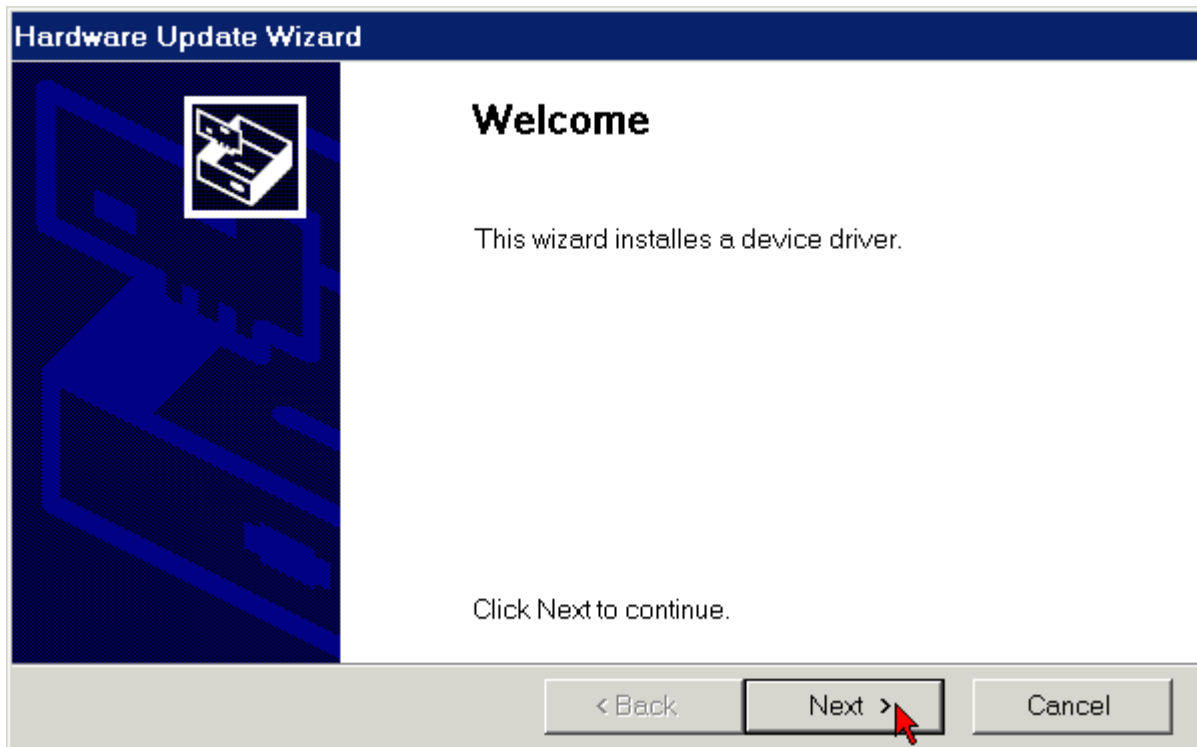 Hardware Update Wizard
Welcome
This wizard installes a device driver.
Click Next to continue.
< Back Next > Cancel